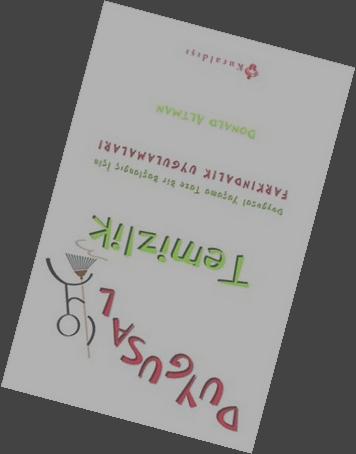 DUYGUSAL
Temizlik
Duygusal Yaşama Taze Bir Başlangıç İçin
FARKINDALIK UYGULAMALARI
DONALD ALTMAN
Kuraldışı